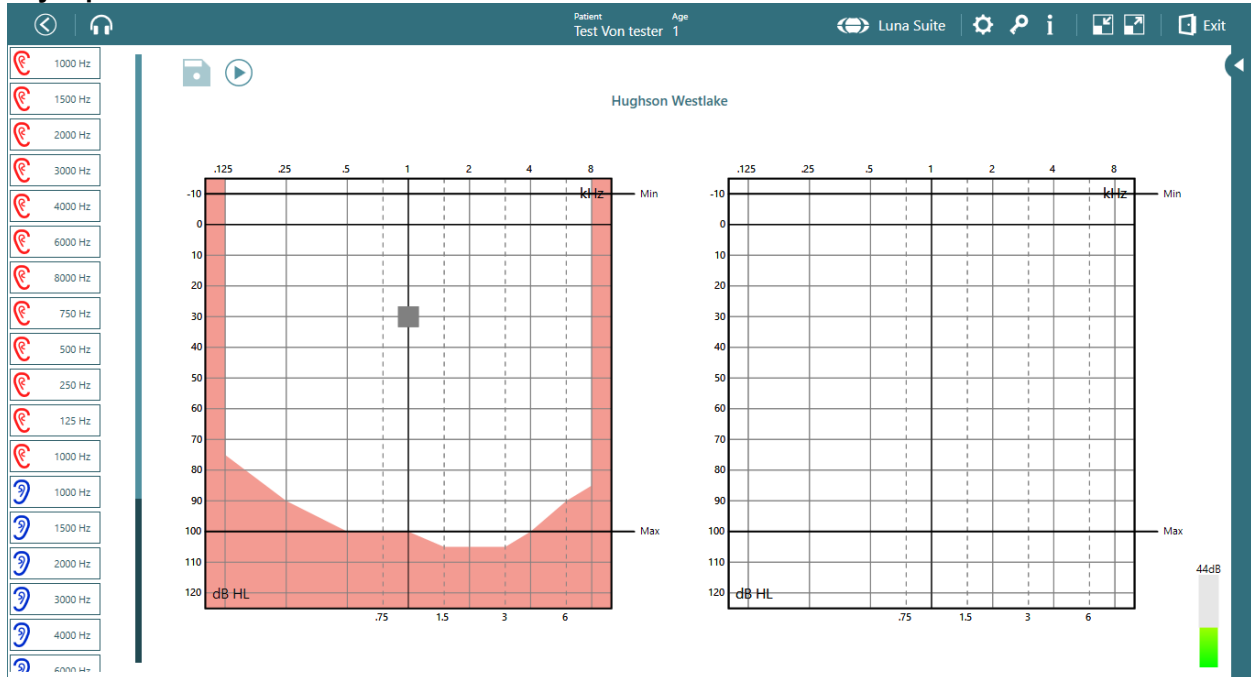 Patient Age
Test Von tester 1
Luna Suite
i
Exit
1000 Hz
1500 Hz
2000 Hz
3000 Hz
4000 Hz
6000 Hz
8000 Hz
750 Hz
500 Hz
250 Hz
125 Hz
1000 Hz
1000 Hz
1500 Hz
2000 Hz
3000 Hz
4000 Hz
6000 Hz
Hughson Westlake
.125 .25 .5 1 2 4 8
kHz
-10 Min
0
10
20
30
40
50
60
70
80
90
100 Max
110
120 dB HL
.75 1.5 3 6
.125 .25 .5 1 2 4 8
kHz
-10 Min
0
10
20
30
40
50
60
70
80
90
100 Max
110
120 dB HL
.75 1.5 3 6
44dB